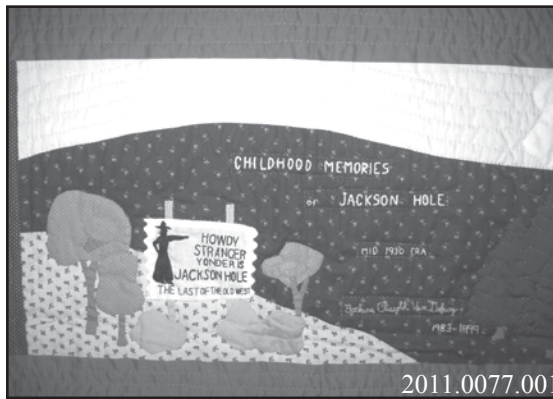 CHILDHOOD MEMORIES
OF JACKSON HOLE
MID 1930 ERA
HOWDY
STRANGER
YONDER IS
JACKSON HOLE
THE LAST OF THE OLD WEST
1983-1999
2011.0077.001